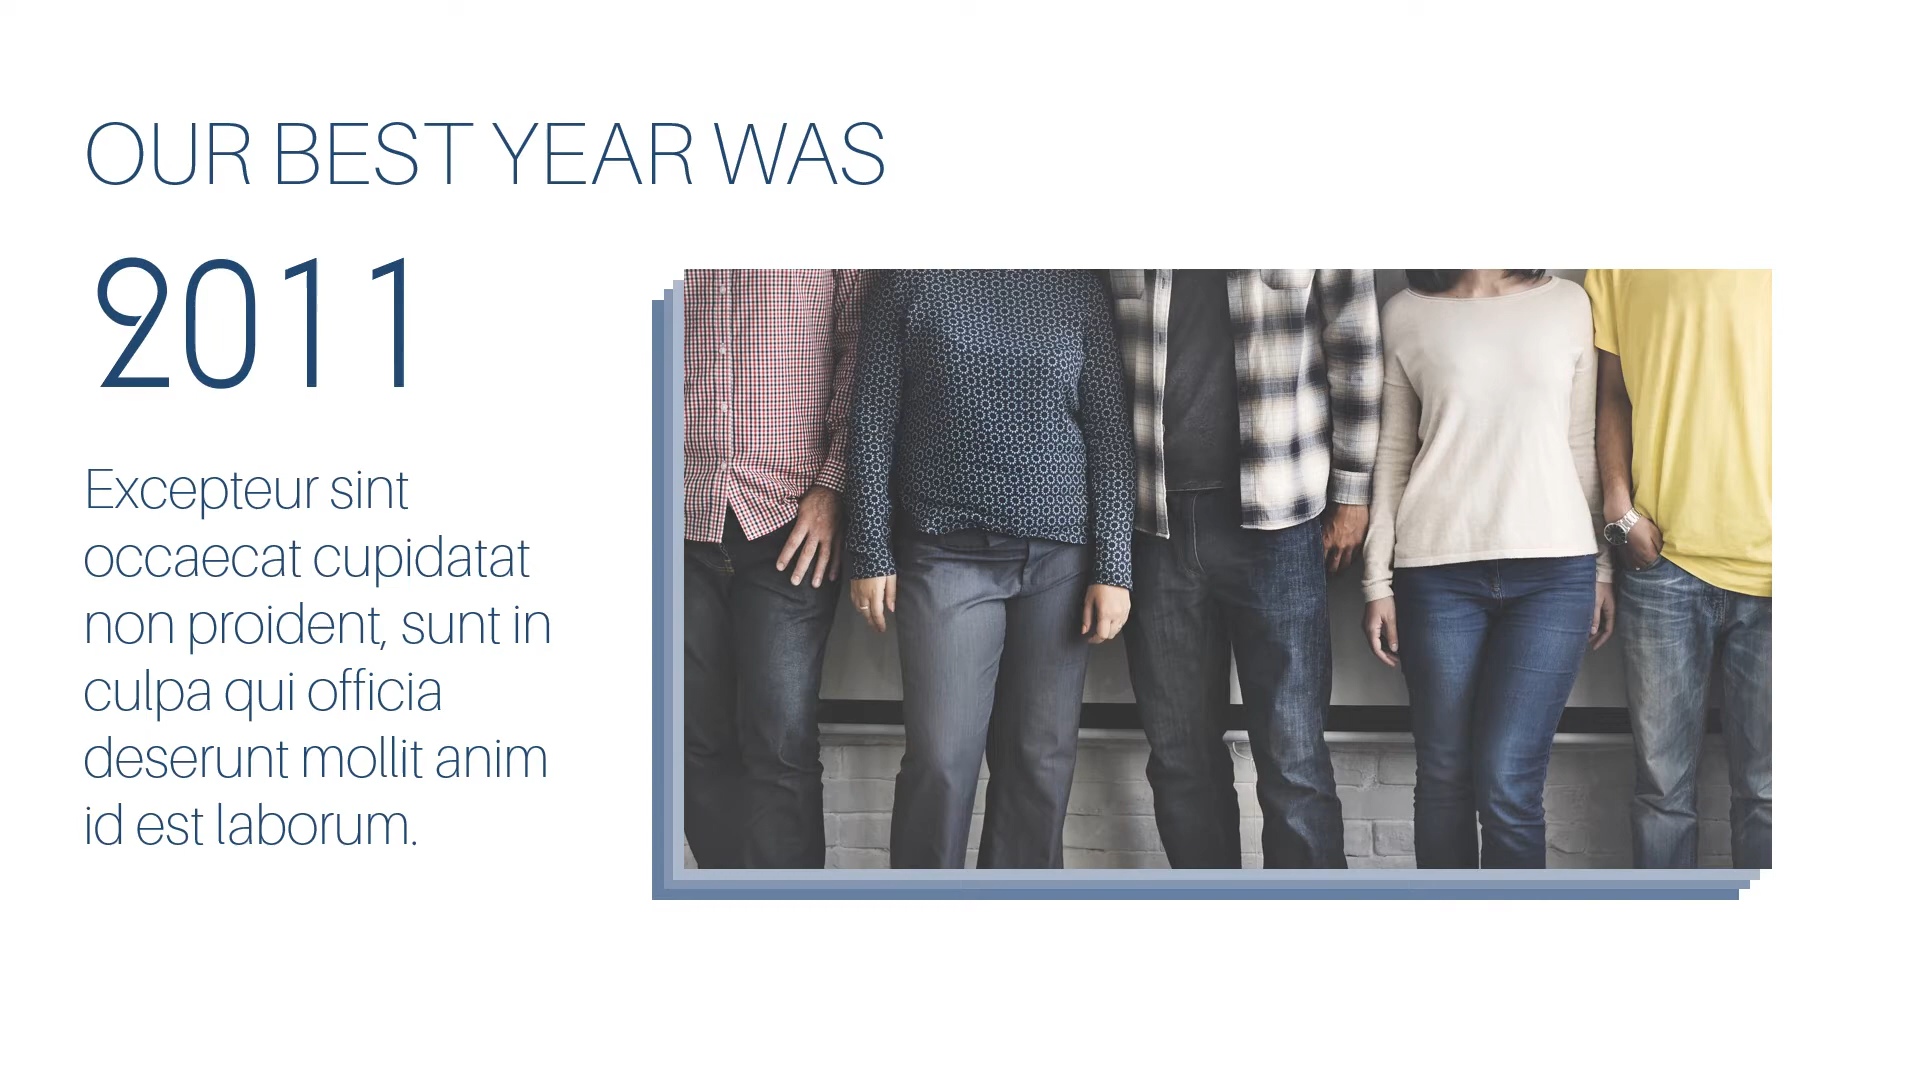 OUR BEST YEAR WAS
2011
Excepteur sint
occaecat cupidatat
non proident, sunt in
culpa qui officia
deserunt mollit anim
id est laborum.